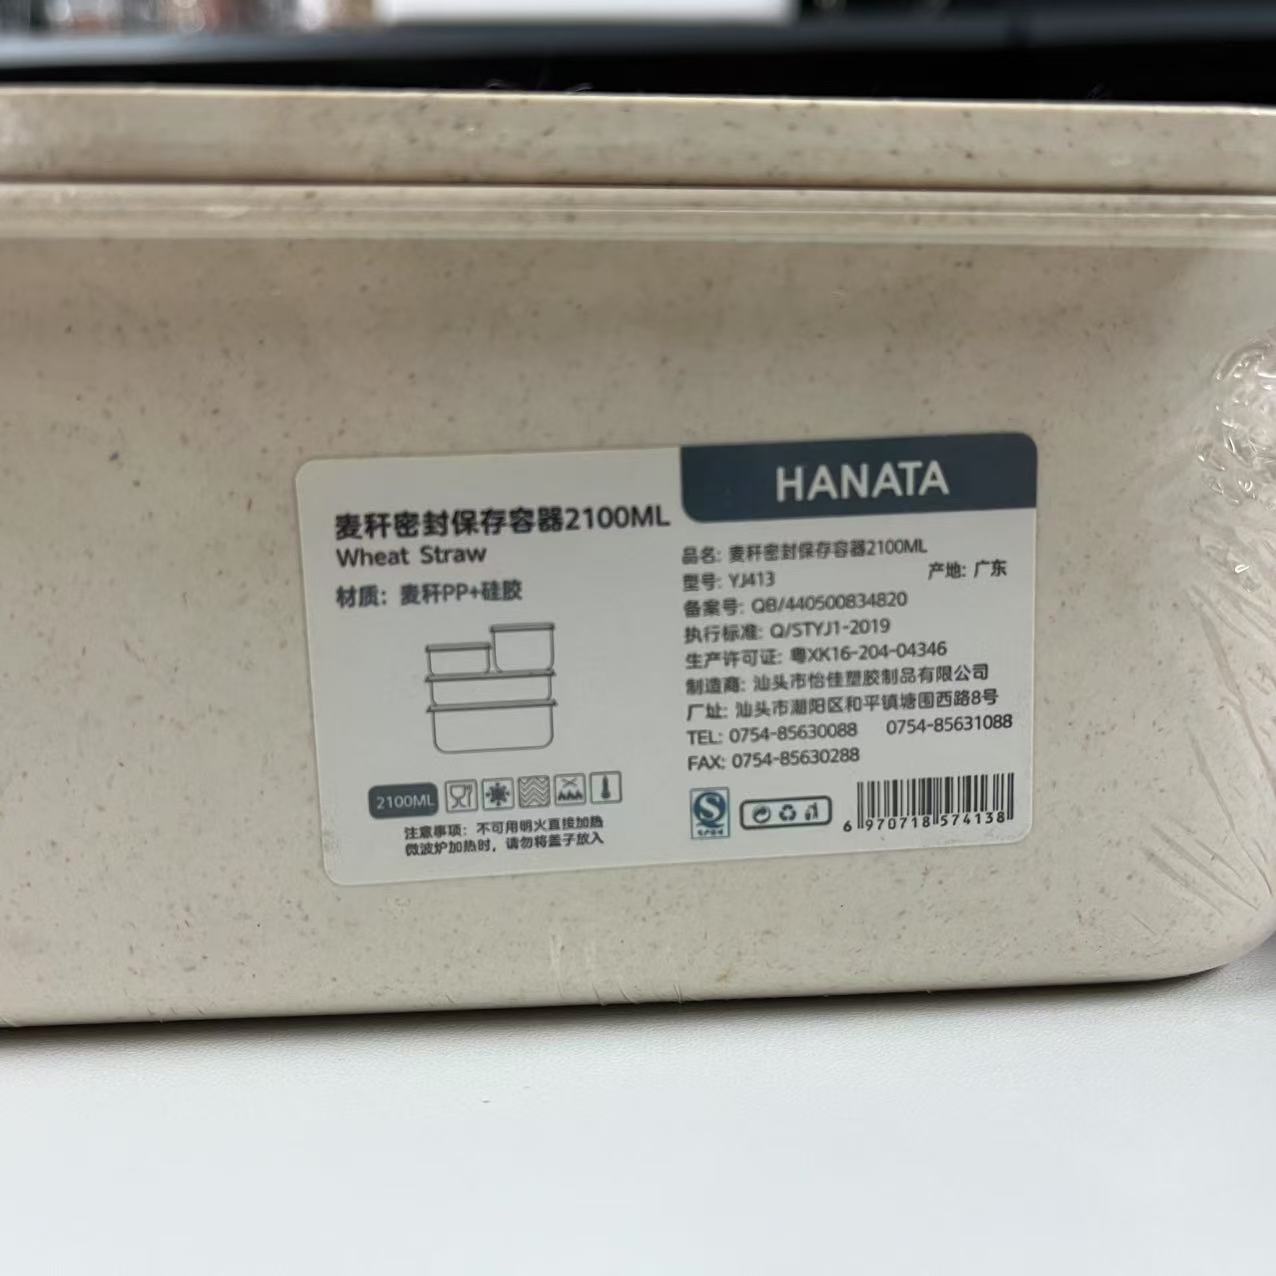 HANATA
麦秆密封保存容器2100ML
Wheat Straw
材质：麦秆PP+硅胶
2100ML
注意事项：不可用明火直接加热
微波炉加热时，请勿将盖子放入
品名：麦秆密封保存容器2100ML
型号：YJ413
产地：广东
备案号：QB/440500834820
执行标准：Q/STYJ1-2019
生产许可证：粤XK16-204-04346
制造商：汕头市怡佳塑胶制品有限公司
厂址：汕头市潮阳区和平镇塘围西路8号
TEL: 0754-85630088 0754-85631088
FAX: 0754-85630288
6 970718 574138